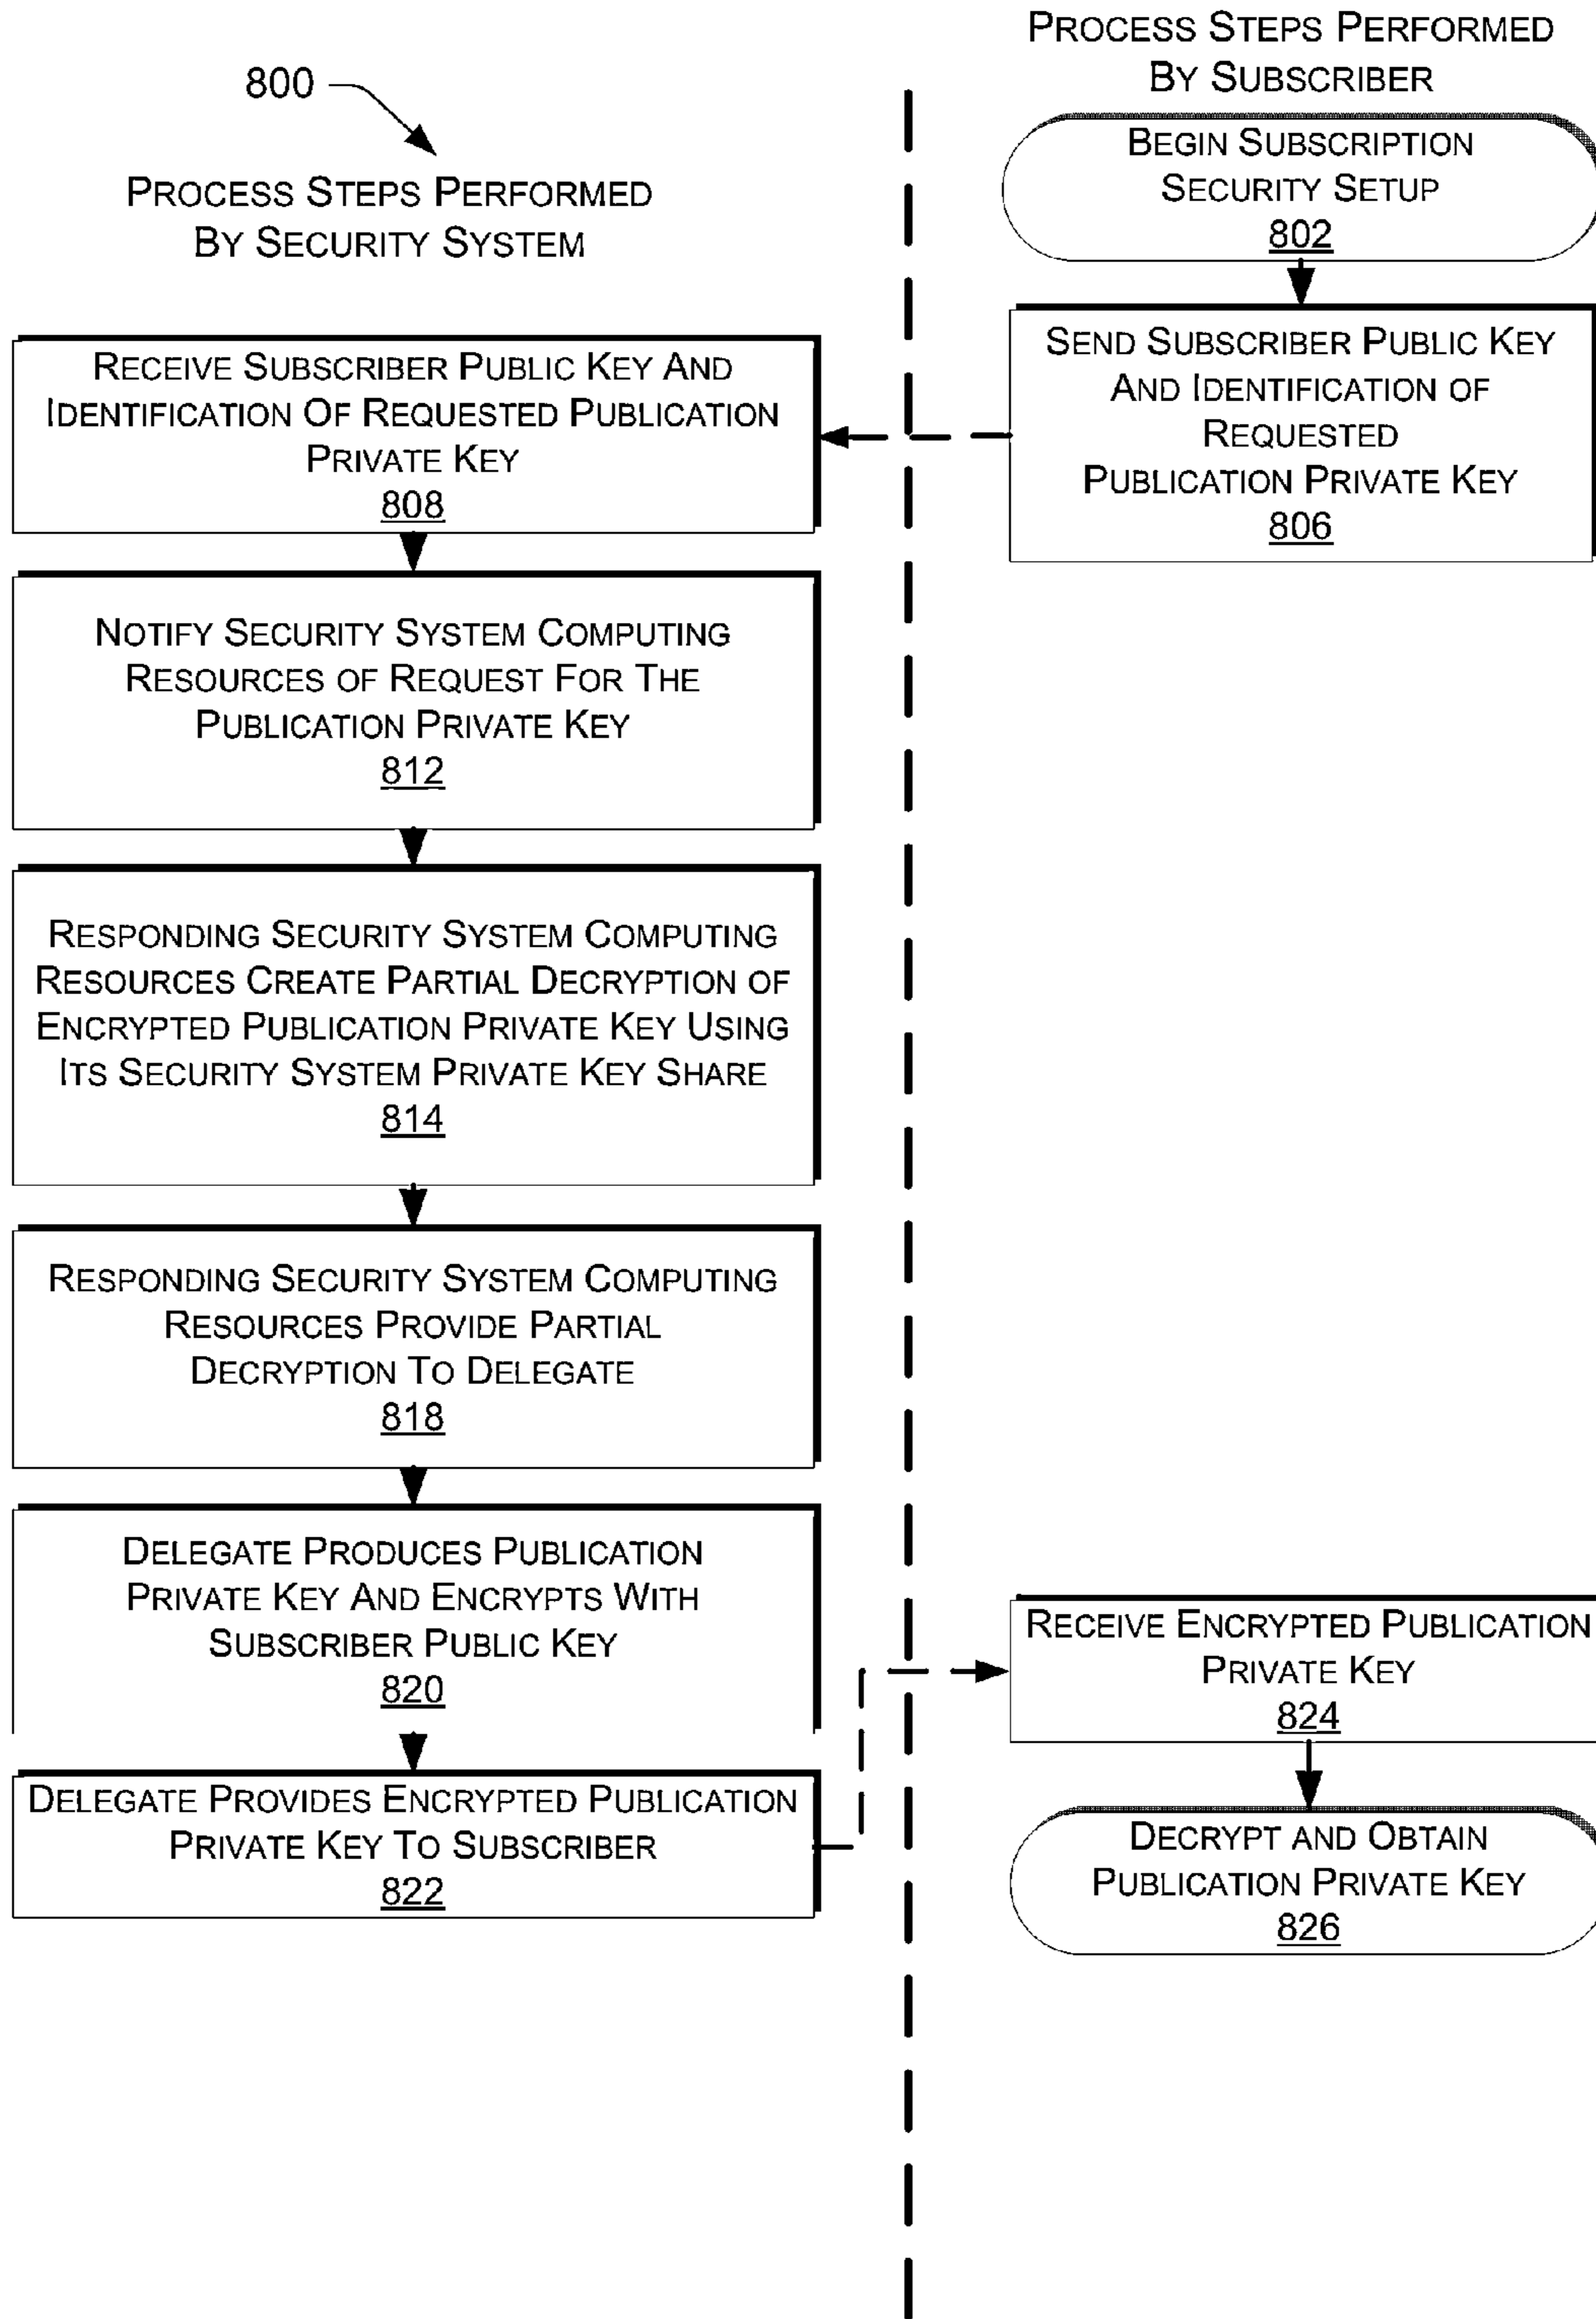 800
PROCESS STEPS PERFORMED
BY SECURITY SYSTEM
RECEIVE SUBSCRIBER PUBLIC KEY AND
IDENTIFICATION OF REQUESTED PUBLICATION
PRIVATE KEY
808
NOTIFY SECURITY SYSTEM COMPUTING
RESOURCES OF REQUEST FOR THE
PUBLICATION PRIVATE KEY
812
RESPONDING SECURITY SYSTEM COMPUTING
RESOURCES CREATE PARTIAL DECRYPTION OF
ENCRYPTED PUBLICATION PRIVATE KEY USING
ITS SECURITY SYSTEM PRIVATE KEY SHARE
814
RESPONDING SECURITY SYSTEM COMPUTING
RESOURCES PROVIDE PARTIAL
DECRYPTION TO DELEGATE
818
DELEGATE PRODUCES PUBLICATION
PRIVATE KEY AND ENCRYPTS WITH
SUBSCRIBER PUBLIC KEY
820
DELEGATE PROVIDES ENCRYPTED PUBLICATION
PRIVATE KEY TO SUBSCRIBER
822
PROCESS STEPS PERFORMED
BY SUBSCRIBER
BEGIN SUBSCRIPTION
SECURITY SETUP
802
SEND SUBSCRIBER PUBLIC KEY
AND IDENTIFICATION OF
REQUESTED
PUBLICATION PRIVATE KEY
806
RECEIVE ENCRYPTED PUBLICATION
PRIVATE KEY
824
DECRYPT AND OBTAIN
PUBLICATION PRIVATE KEY
826